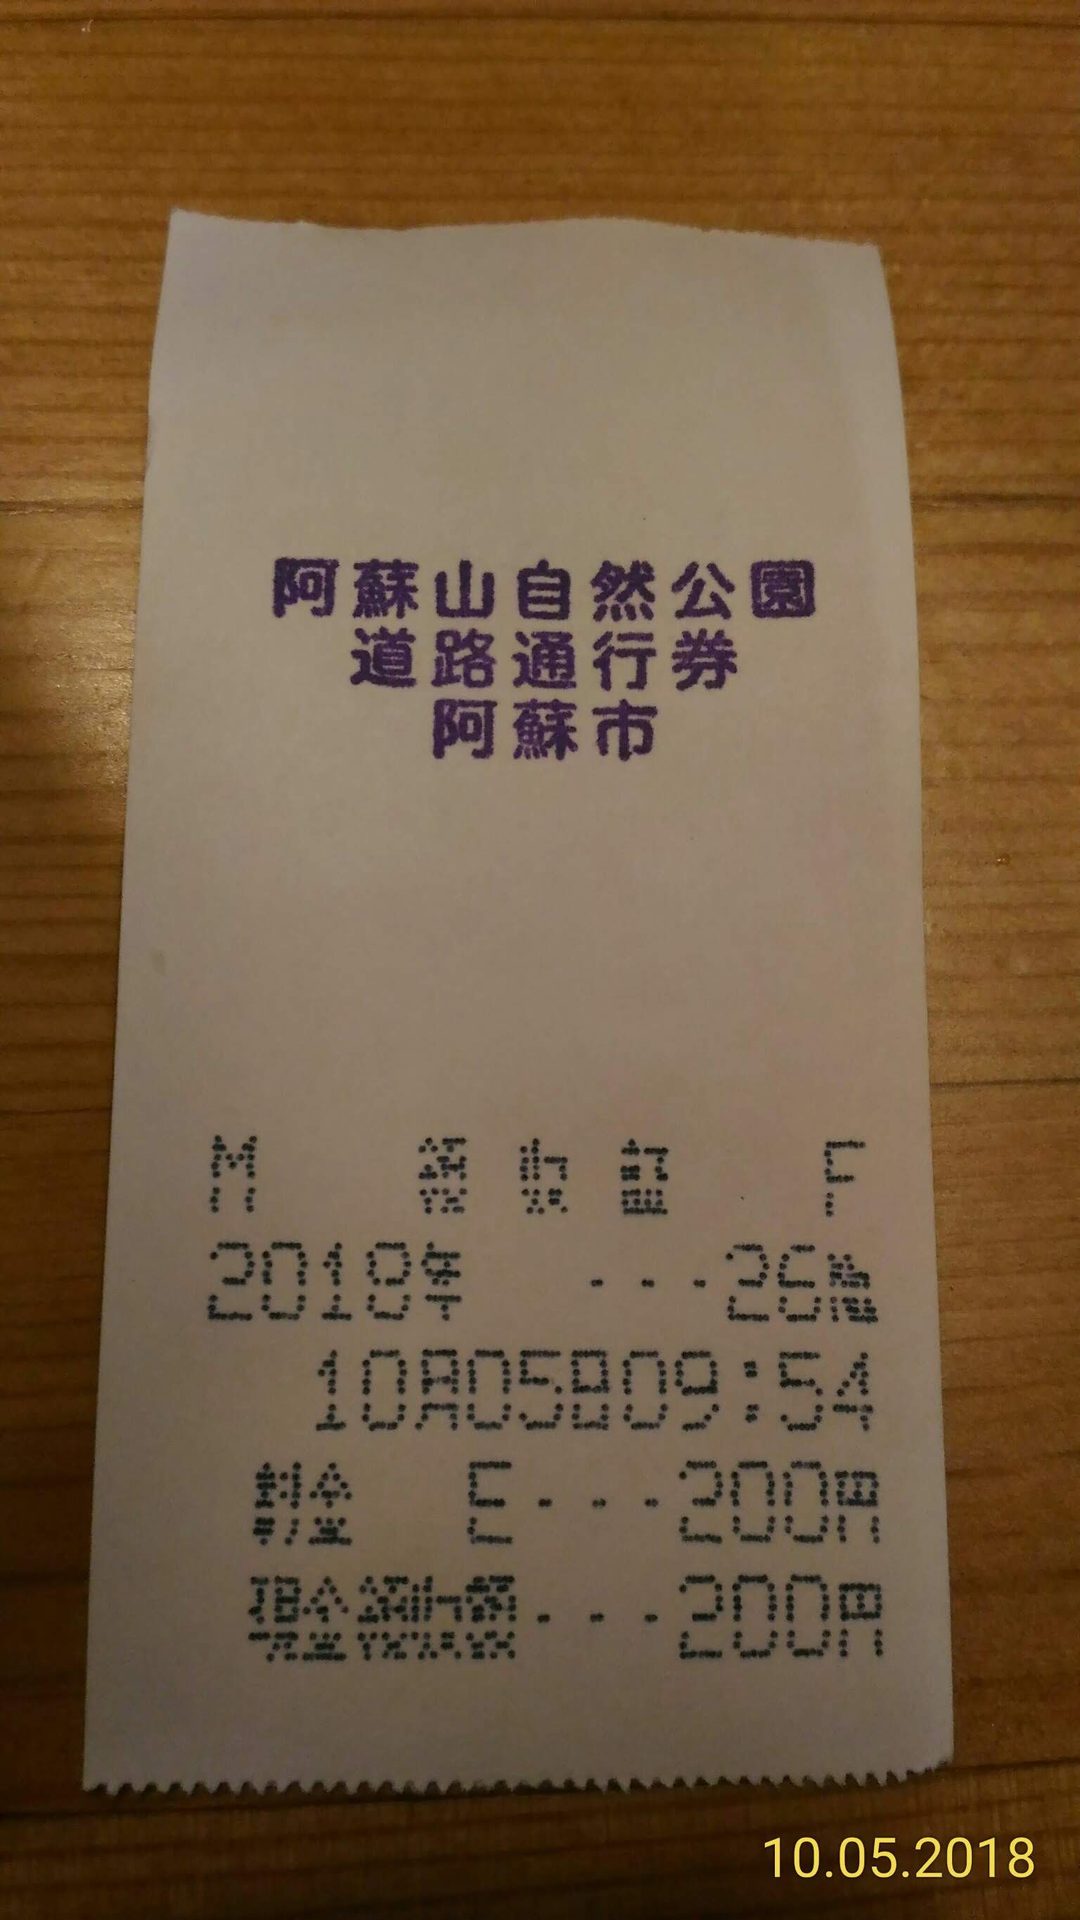 阿蘇山自然公園
道路通行券
阿蘇市
M 領収証 F
2018年 ...26
10月05日09:54
料金 E...200円
現金領収額...200円
10.05.2018